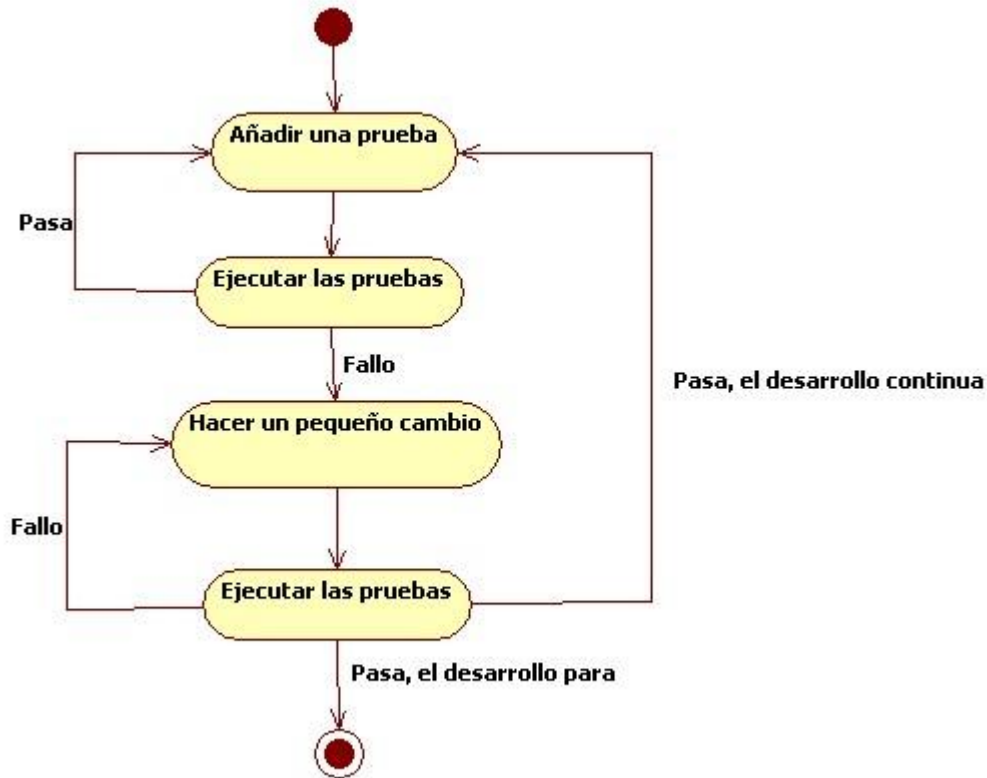 Añadir una prueba
Pasa
Ejecutar las pruebas
Fallo
Pasa, el desarrollo continua
Hacer un pequeño cambio
Fallo
Ejecutar las pruebas
Pasa, el desarrollo para